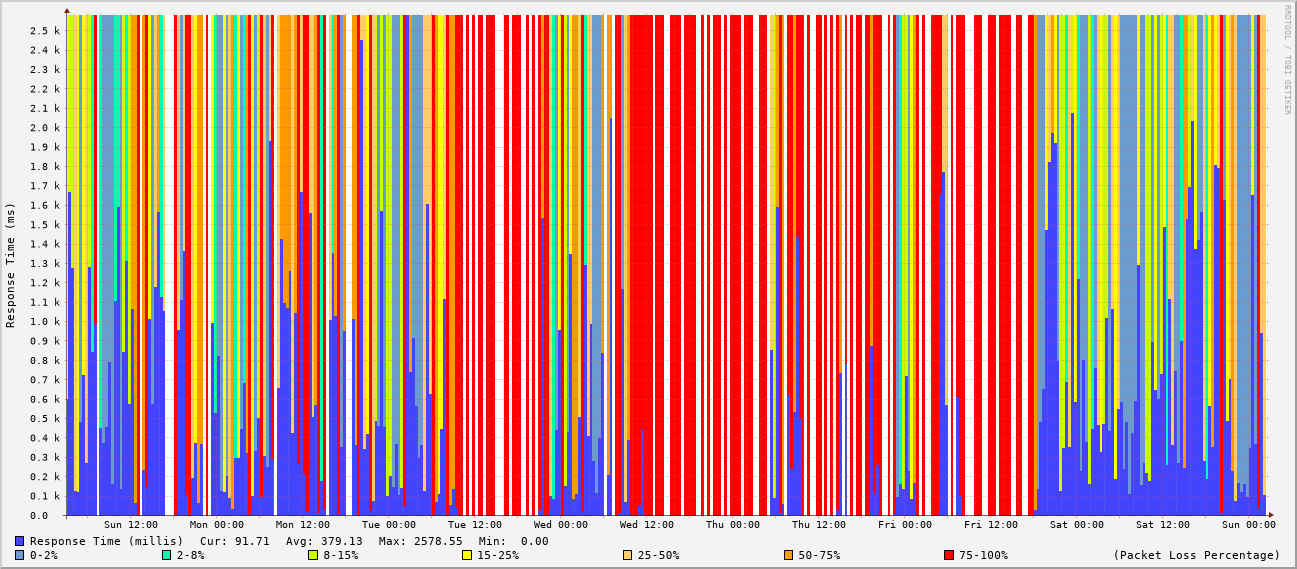 RRDTOOL / TOBI OETIKER
Response Time (ms)
2.5 k
2.4 k
2.3 k
2.2 k
2.1 k
2.0 k
1.9 k
1.8 k
1.7 k
1.6 k
1.5 k
1.4 k
1.3 k
1.2 k
1.1 k
1.0 k
0.9 k
0.8 k
0.7 k
0.6 k
0.5 k
0.4 k
0.3 k
0.2 k
0.1 k
0.0
Sun 12:00 Mon 00:00 Mon 12:00 Tue 00:00 Tue 12:00 Wed 00:00 Wed 12:00 Thu 00:00 Thu 12:00 Fri 00:00 Fri 12:00 Sat 00:00 Sat 12:00 Sun 00:00
Response Time (millis) Cur: 91.71 Avg: 379.13 Max: 2578.55 Min: 0.00
0-2% 2-8% 8-15% 15-25% 25-50% 50-75% 75-100% (Packet Loss Percentage)